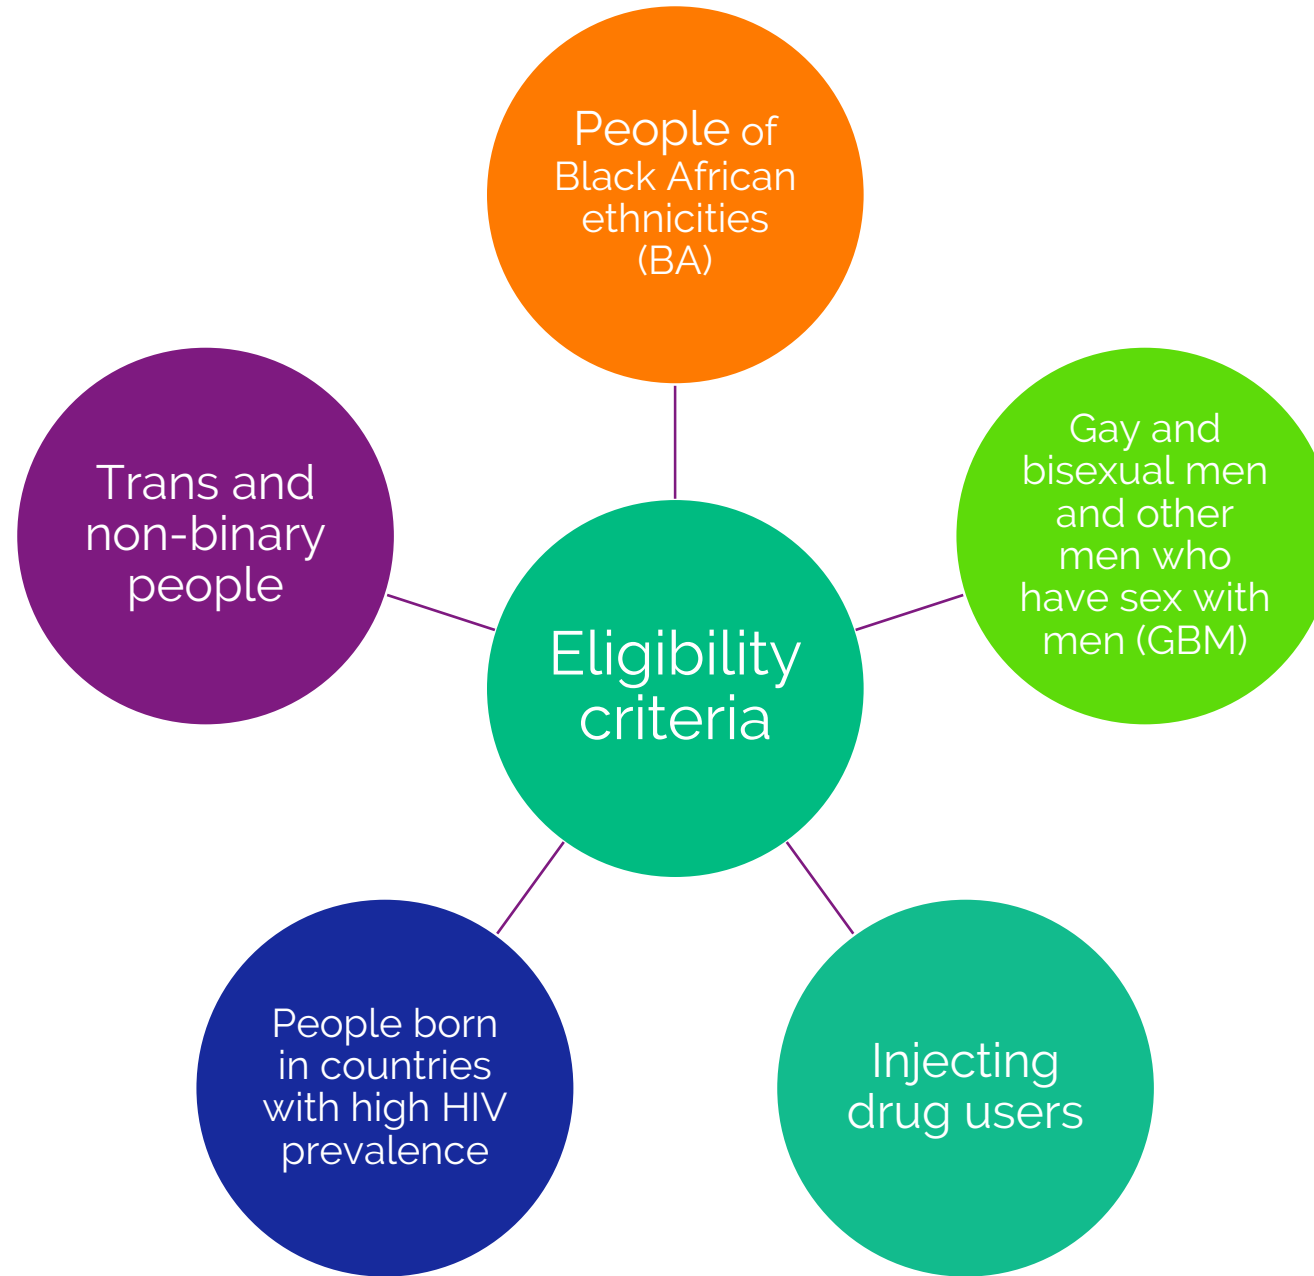 People of
Black African
ethnicities
(BA)
Gay and
bisexual men
and other
men who
have sex with
men (GBM)
Trans and
non-binary
people
Eligibility
criteria
People born
in countries
with high HIV
prevalence
Injecting
drug users